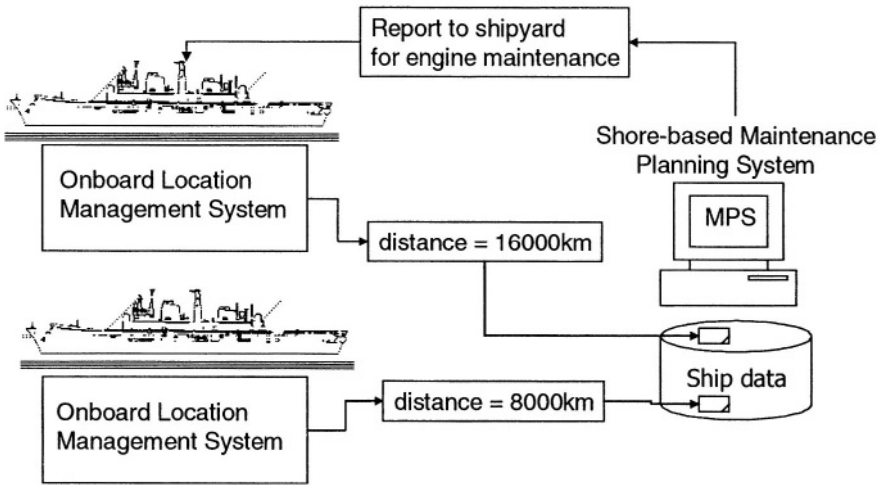 Report to shipyard
for engine maintenance
Shore-based Maintenance
Planning System
MPS
Onboard Location
Management System
distance = 16000km
Ship data
Onboard Location
Management System
distance = 8000km